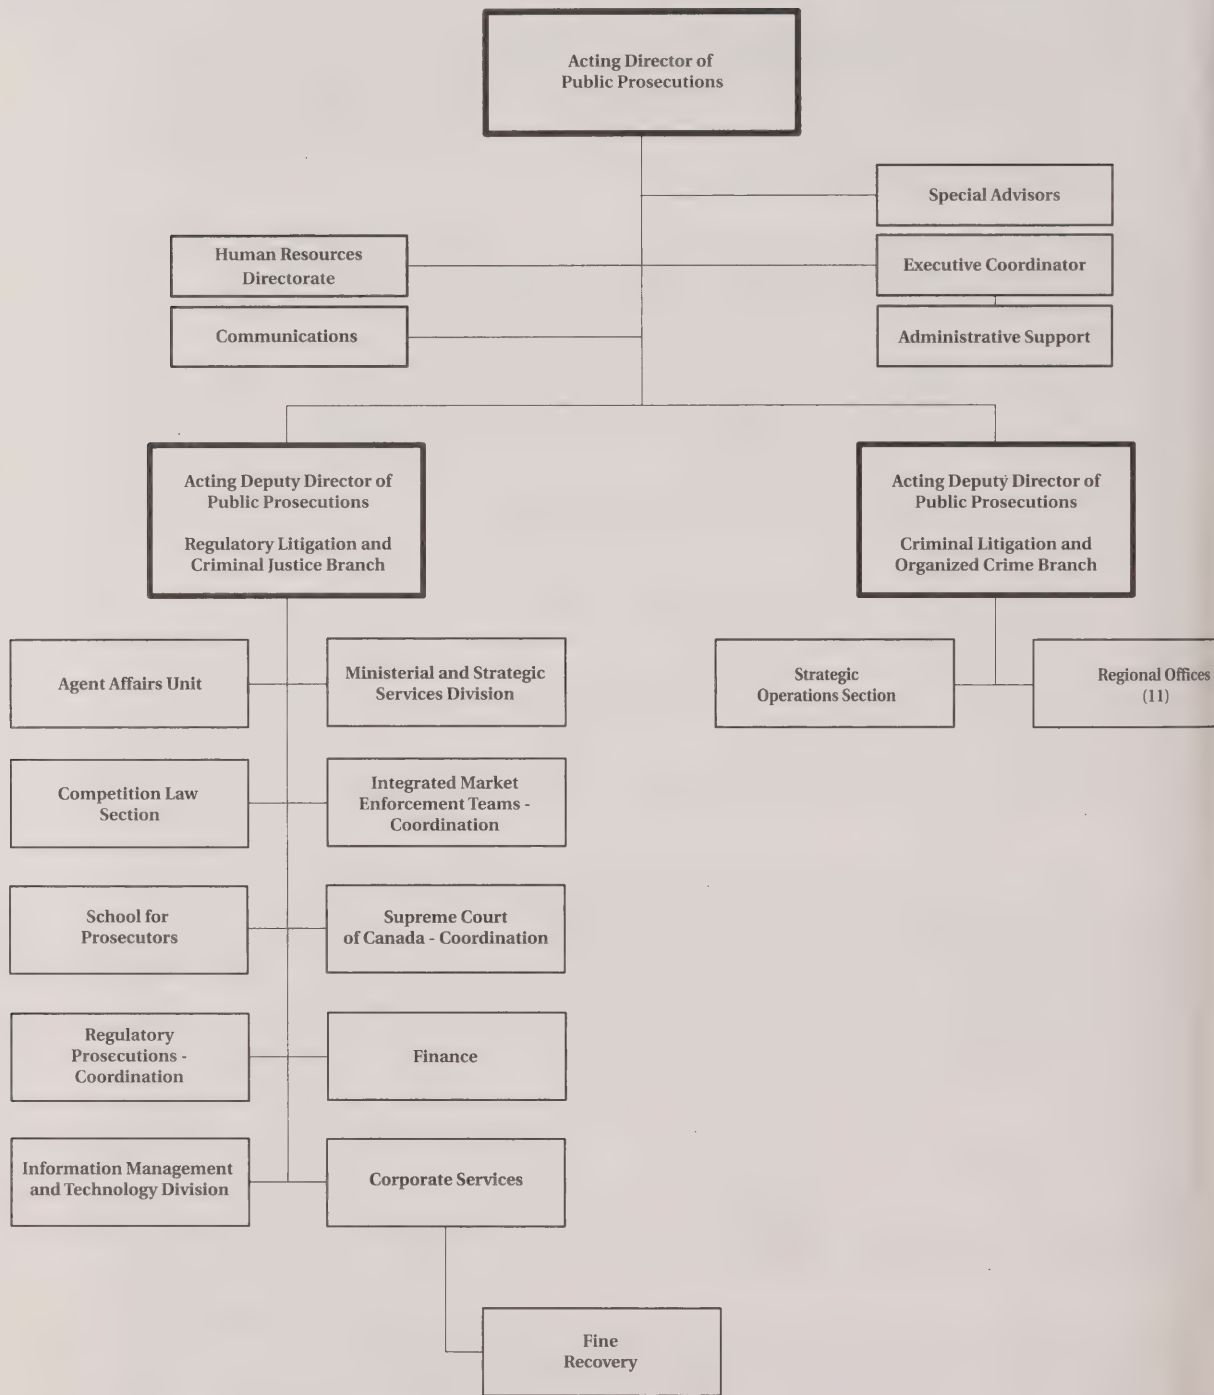 Acting Director of
Public Prosecutions
Special Advisors
Human Resources
Directorate
Executive Coordinator
Communications
Administrative Support
Acting Deputy Director of
Public Prosecutions
Regulatory Litigation and
Criminal Justice Branch
Acting Deputy Director of
Public Prosecutions
Criminal Litigation and
Organized Crime Branch
Agent Affairs Unit
Ministerial and Strategic
Services Division
Strategic
Operations Section
Regional Offices
(11)
Competition Law
Section
Integrated Market
Enforcement Teams -
Coordination
School for
Prosecutors
Supreme Court
of Canada - Coordination
Regulatory
Prosecutions -
Coordination
Finance
Information Management
and Technology Division
Corporate Services
Fine
Recovery